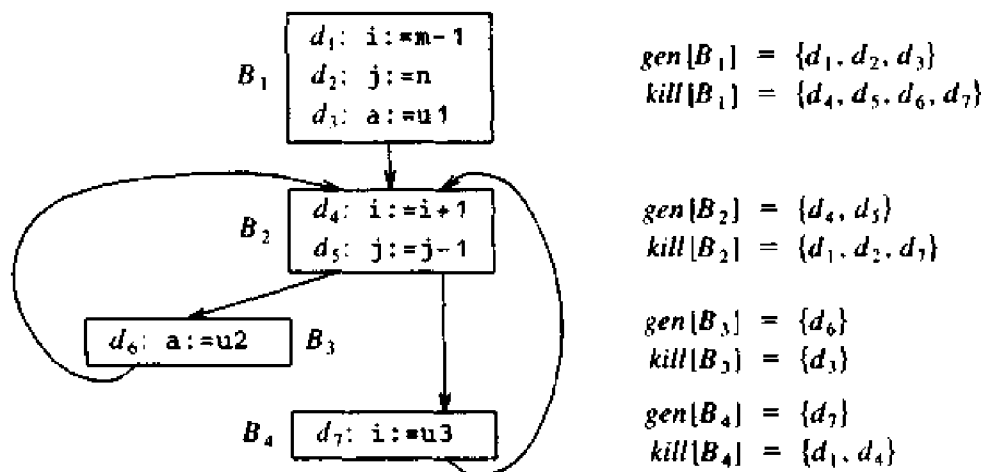 B₁
d₁: i:=m-1
d₂: j:=n
d₃: a:=u1
gen[B₁] = {d₁, d₂, d₃}
kill[B₁] = {d₄, d₅, d₆, d₇}
B₂
d₄: i:=i+1
d₅: j:=j-1
gen[B₂] = {d₄, d₅}
kill[B₂] = {d₁, d₂, d₇}
d₆: a:=u2
B₃
gen[B₃] = {d₆}
kill[B₃] = {d₃}
B₄
d₇: i:=u3
gen[B₄] = {d₇}
kill[B₄] = {d₁, d₄}